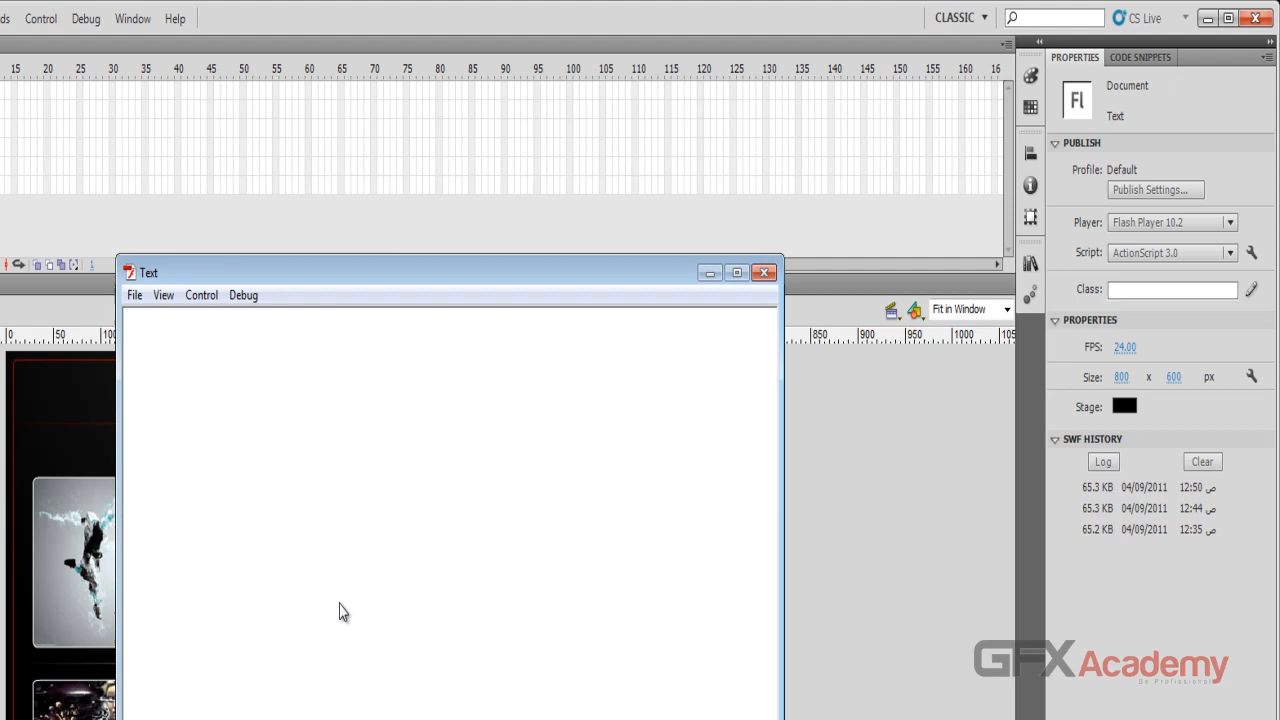 ds Control Debug Window Help
CLASSIC
CS Live
15 20 25 30 35 40 45 50 55 60 65 70 75 80 85 90 95 100 105 110 115 120 125 130 135 140 145 150 155 160 16
PROPERTIES CODE SNIPPETS
Fl
Document
Text
PUBLISH
Profile: Default
Publish Settings...
Player: Flash Player 10.2
Script: ActionScript 3.0
Class:
PROPERTIES
FPS: 24.00
Size: 800 x 600 px
Stage:
SWF HISTORY
Log Clear
65.3 KB 04/09/2011 12:50 ص
65.3 KB 04/09/2011 12:44 ص
65.2 KB 04/09/2011 12:35 ص
1
Text
File View Control Debug
Fit in Window
0 50 100 850 900 950 1000 105
GFX Academy
Be Profissional